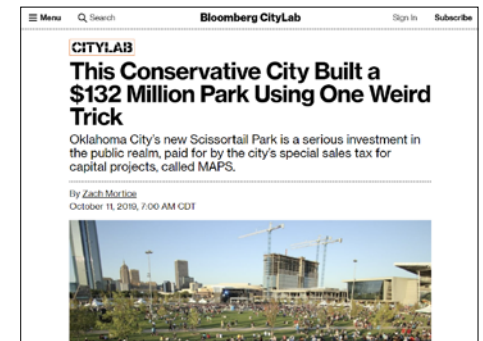 Menu Search Bloomberg CityLab Sign In Subscribe
CITYLAB
This Conservative City Built a
$132 Million Park Using One Weird
Trick
Oklahoma City's new Scissortail Park is a serious investment in
the public realm, paid for by the city's special sales tax for
capital projects, called MAPS.
By Zach Mortice
October 11, 2019, 7:00 AM CDT